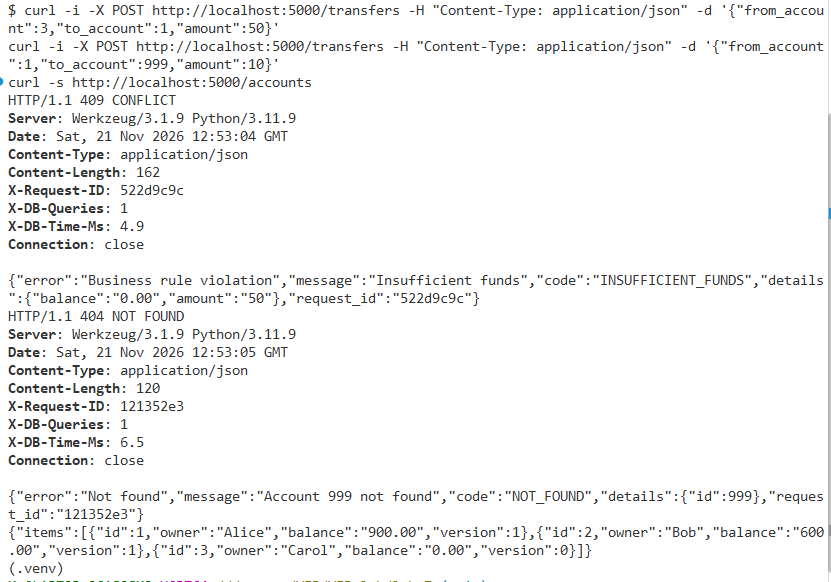 $ curl -i -X POST http://localhost:5000/transfers -H "Content-Type: application/json" -d '{"from_accou
nt":3,"to_account":1,"amount":50}'
curl -i -X POST http://localhost:5000/transfers -H "Content-Type: application/json" -d '{"from_account
":1,"to_account":999,"amount":10}'
curl -s http://localhost:5000/accounts
HTTP/1.1 409 CONFLICT
Server: Werkzeug/3.1.9 Python/3.11.9
Date: Sat, 21 Nov 2026 12:53:04 GMT
Content-Type: application/json
Content-Length: 162
X-Request-ID: 522d9c9c
X-DB-Queries: 1
X-DB-Time-Ms: 4.9
Connection: close
{"error":"Business rule violation","message":"Insufficient funds","code":"INSUFFICIENT_FUNDS","details
":{"balance":"0.00","amount":"50"},"request_id":"522d9c9c"}
HTTP/1.1 404 NOT FOUND
Server: Werkzeug/3.1.9 Python/3.11.9
Date: Sat, 21 Nov 2026 12:53:05 GMT
Content-Type: application/json
Content-Length: 120
X-Request-ID: 121352e3
X-DB-Queries: 1
X-DB-Time-Ms: 6.5
Connection: close
{"error":"Not found","message":"Account 999 not found","code":"NOT_FOUND","details":{"id":999},"reques
t_id":"121352e3"}
{"items":[{"id":1,"owner":"Alice","balance":"900.00","version":1},{"id":2,"owner":"Bob","balance":"600
.00","version":1},{"id":3,"owner":"Carol","balance":"0.00","version":0}]}
(.venv)